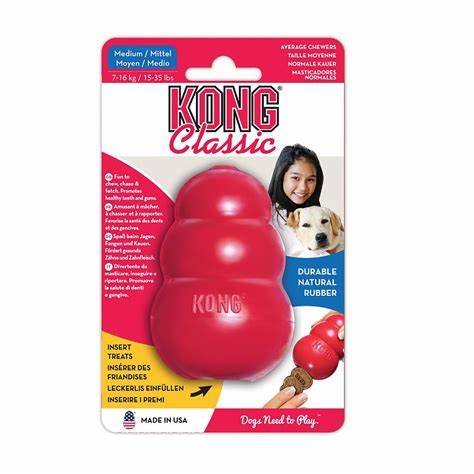 Medium / Mittel
Moyen / Medio
7-16 kg / 15-35 lbs
AVERAGE CHEWERS
TAILLE MOYENNE
NORMALE KAUER
MASTICADORES
NORMALES
KONG
Classic
Fun to
chew, chase &
fetch. Promotes
healthy teeth and gums.
Amusant à mâcher,
à chasser et à rapporter.
Favorise la santé des dents
et des gencives.
Spaß beim Jagen,
Fangen und Kauen.
Fördert gesunde
Zähne und Zahnfleisch.
Divertente da
masticare, inseguire e
riportare. Promuove
la salute di denti
e gengive.
KONG
DURABLE
NATURAL
RUBBER
INSERT
TREATS
INSÉRER DES
FRIANDISES
LECKERLIS EINFÜLLEN
INSERIRE I PREMI
MADE IN USA
Dogs Need to Play.™